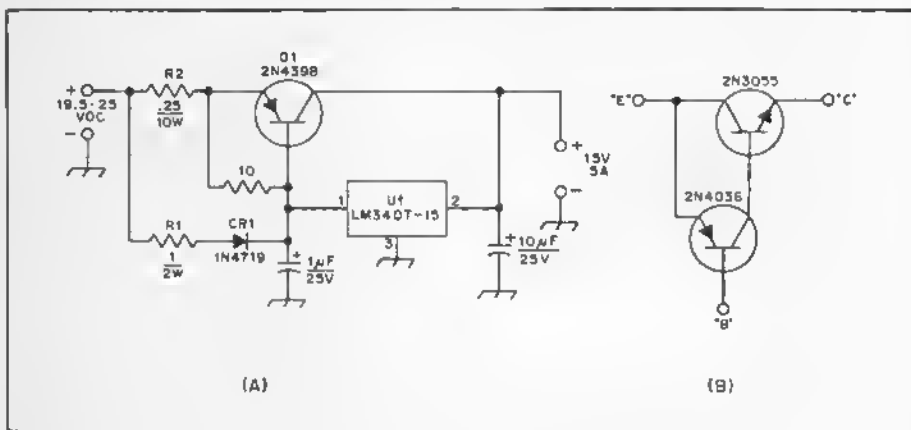 +
19.5-25
VDC
-
R2
.25
10W
Q1
2N4398
10
R1
1
2W
CR1
1N4719
+
1µF
25V
1
U1
LM340T-15
2
3
+
10µF
25V
+
15V
5A
-
(A)
"E"
2N3055
"C"
2N4036
"B"
(B)